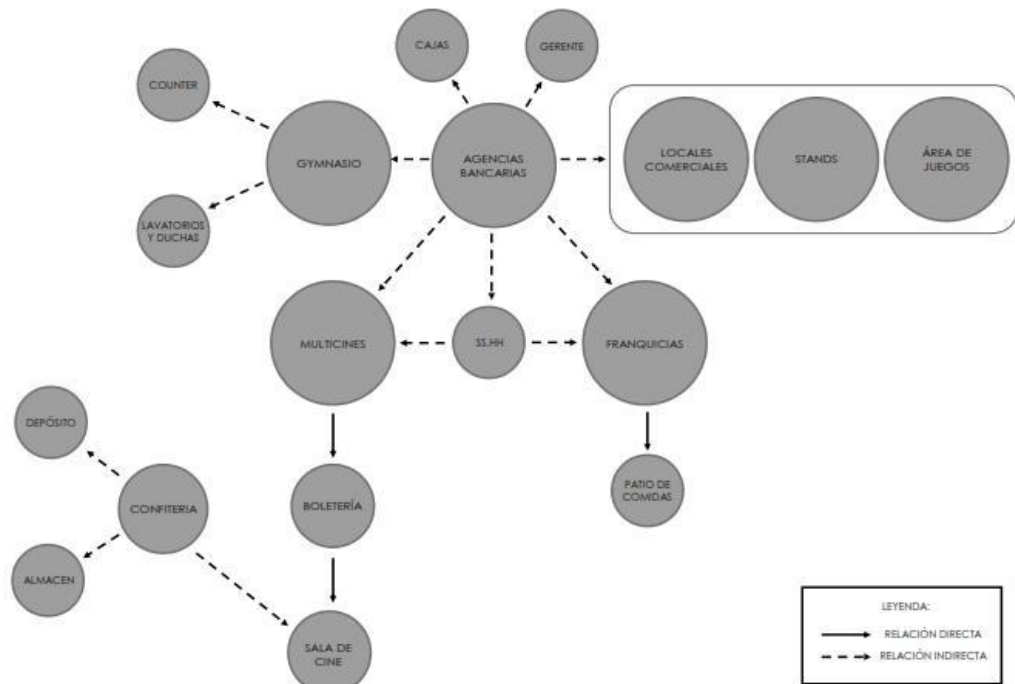 CAJAS
GERENTE
COUNTER
GYMNASIO
AGENCIAS
BANCARIAS
LOCALES
COMERCIALES
STANDS
ÁREA DE
JUEGOS
LAVATORIOS
Y DUCHAS
MULTICINES
SS.HH
FRANQUICIAS
DEPÓSITO
CONFITERIA
ALMACEN
BOLETERÍA
PATIO DE
COMIDAS
SALA DE
CINE
LEYENDA:
RELACIÓN DIRECTA
RELACIÓN INDIRECTA